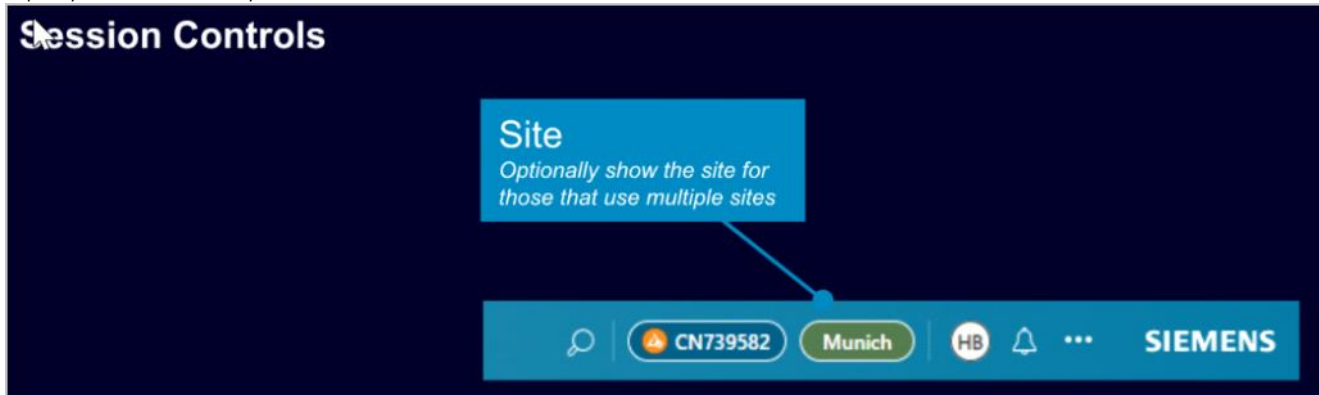 Session Controls
Site
Optionally show the site for
those that use multiple sites
CN739582 Munich HB ••• SIEMENS